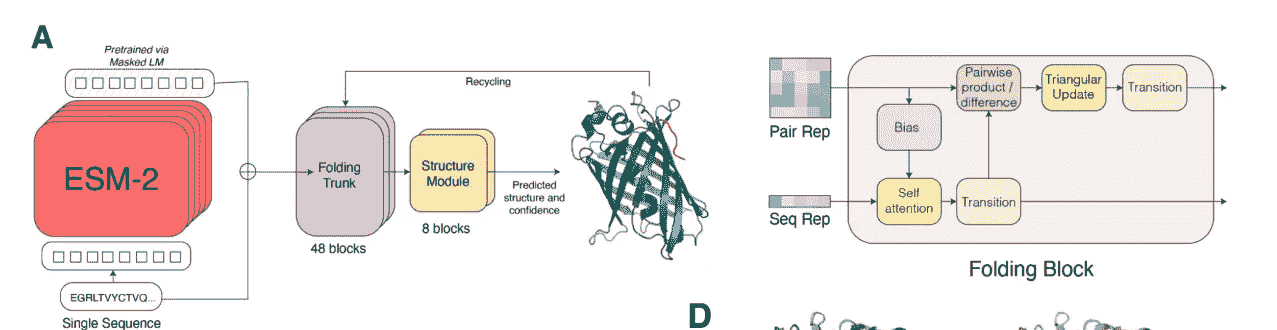 A
Pretrained via
Masked LM
ESM-2
EGRLTVYCTVQ...
Single Sequence
Recycling
Folding
Trunk
48 blocks
Structure
Module
8 blocks
Predicted
structure and
confidence
Pair Rep
Seq Rep
Bias
Self
attention
Pairwise
product /
difference
Transition
Triangular
Update
Transition
Folding Block
D